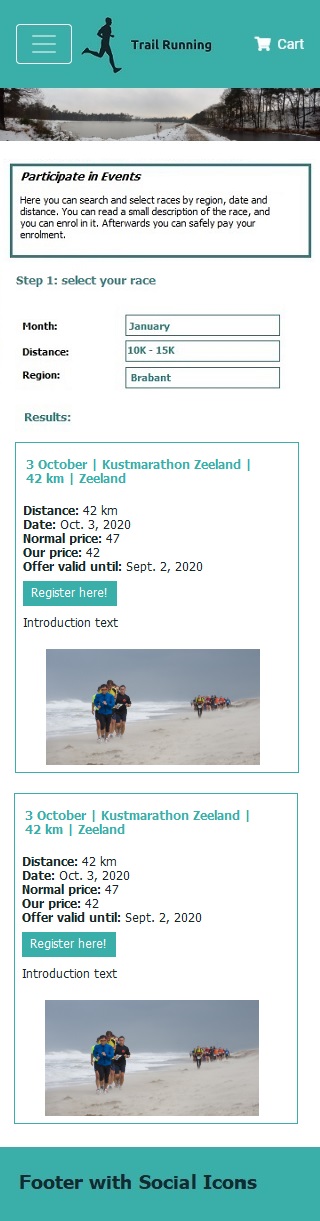 Trail Running
Cart
Participate in Events
Here you can search and select races by region, date and
distance. You can read a small description of the race, and
you can enrol in it. Afterwards you can safely pay your
enrolment.
Step 1: select your race
Month: January
Distance: 10K - 15K
Region: Brabant
Results:
3 October | Kustmarathon Zeeland |
42 km | Zeeland
Distance: 42 km
Date: Oct. 3, 2020
Normal price: 47
Our price: 42
Offer valid until: Sept. 2, 2020
Register here!
Introduction text
3 October | Kustmarathon Zeeland |
42 km | Zeeland
Distance: 42 km
Date: Oct. 3, 2020
Normal price: 47
Our price: 42
Offer valid until: Sept. 2, 2020
Register here!
Introduction text
Footer with Social Icons